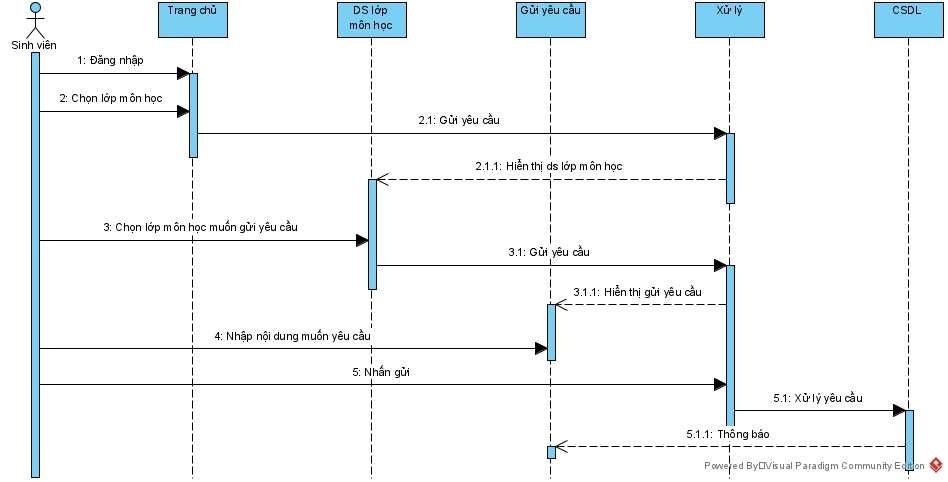 Trang chủ
DS lớp
môn học
Gửi yêu cầu
Xử lý
CSDL
Sinh viên
1: Đăng nhập
2: Chọn lớp môn học
2.1: Gửi yêu cầu
2.1.1: Hiển thị ds lớp môn học
3: Chọn lớp môn học muốn gửi yêu cầu
3.1: Gửi yêu cầu
3.1.1: Hiển thị gửi yêu cầu
4: Nhập nội dung muốn yêu cầu
5: Nhấn gửi
5.1: Xử lý yêu cầu
5.1.1: Thông báo
Powered By Visual Paradigm Community Edition